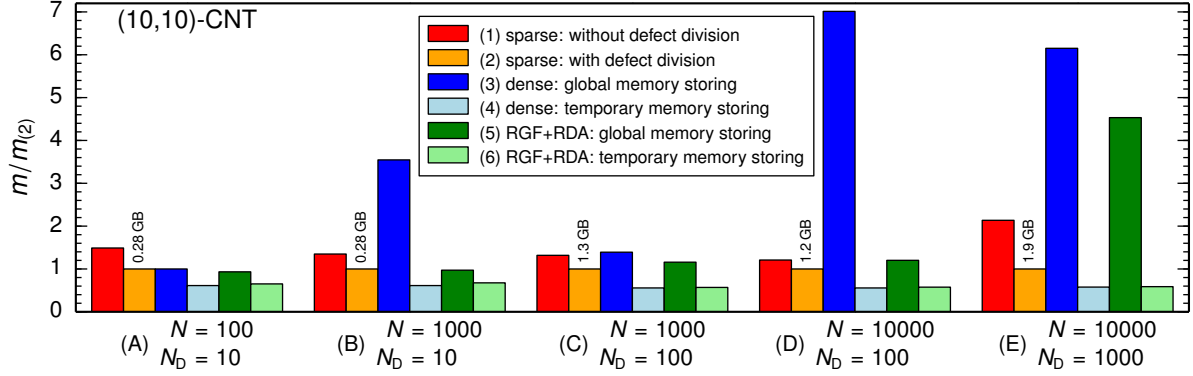 (10,10)-CNT
(1) sparse: without defect division
(2) sparse: with defect division
(3) dense: global memory storing
(4) dense: temporary memory storing
(5) RGF+RDA: global memory storing
(6) RGF+RDA: temporary memory storing
m/m(2)
7
6
5
4
3
2
1
0
0.28 GB
0.28 GB
1.3 GB
1.2 GB
1.9 GB
(A) N = 100
ND = 10
(B) N = 1000
ND = 10
(C) N = 1000
ND = 100
(D) N = 10000
ND = 100
(E) N = 10000
ND = 1000